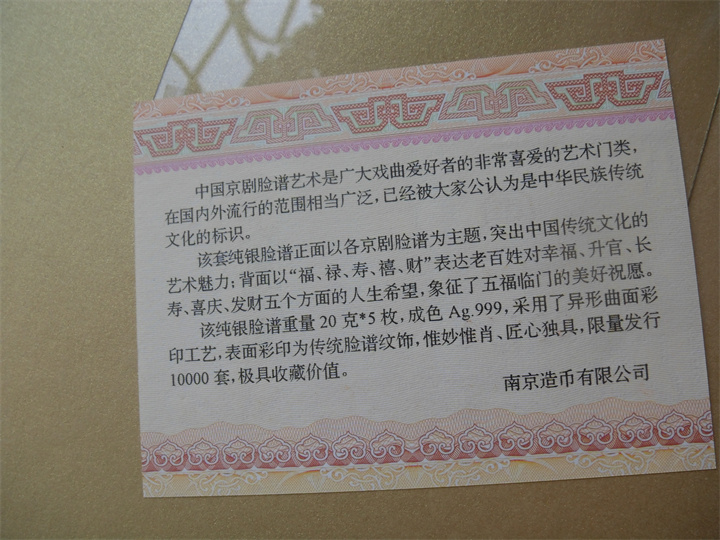 中国京剧脸谱艺术是广大戏曲爱好者的非常喜爱的艺术门类，
在国内外流行的范围相当广泛，已经被大家公认为是中华民族传统
文化的标识。
该套纯银脸谱正面以各京剧脸谱为主题，突出中国传统文化的
艺术魅力；背面以“福、禄、寿、禧、财”表达老百姓对幸福、升官、长
寿、喜庆、发财五个方面的人生希望，象征了五福临门的美好祝愿。
该纯银脸谱重量 20 克*5 枚，成色 Ag.999，采用了异形曲面彩
印工艺，表面彩印为传统脸谱纹饰，惟妙惟肖、匠心独具，限量发行
10000 套，极具收藏价值。
南京造币有限公司